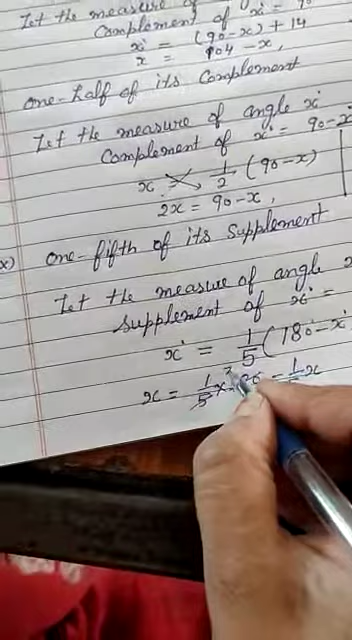 Let the measure of
Complement of x° = 90
x° = (90-x) + 14
x = 104 - x,
one-half of its Complement
Let the measure of angle x°
Complement of x° = 90-x
x = 1/2 (90-x)
2x = 90-x,
x) one-fifth of its Supplement
Let the measure of angle x
Supplement of x° =
x° = 1/5 (180-x
x = 1/5 x